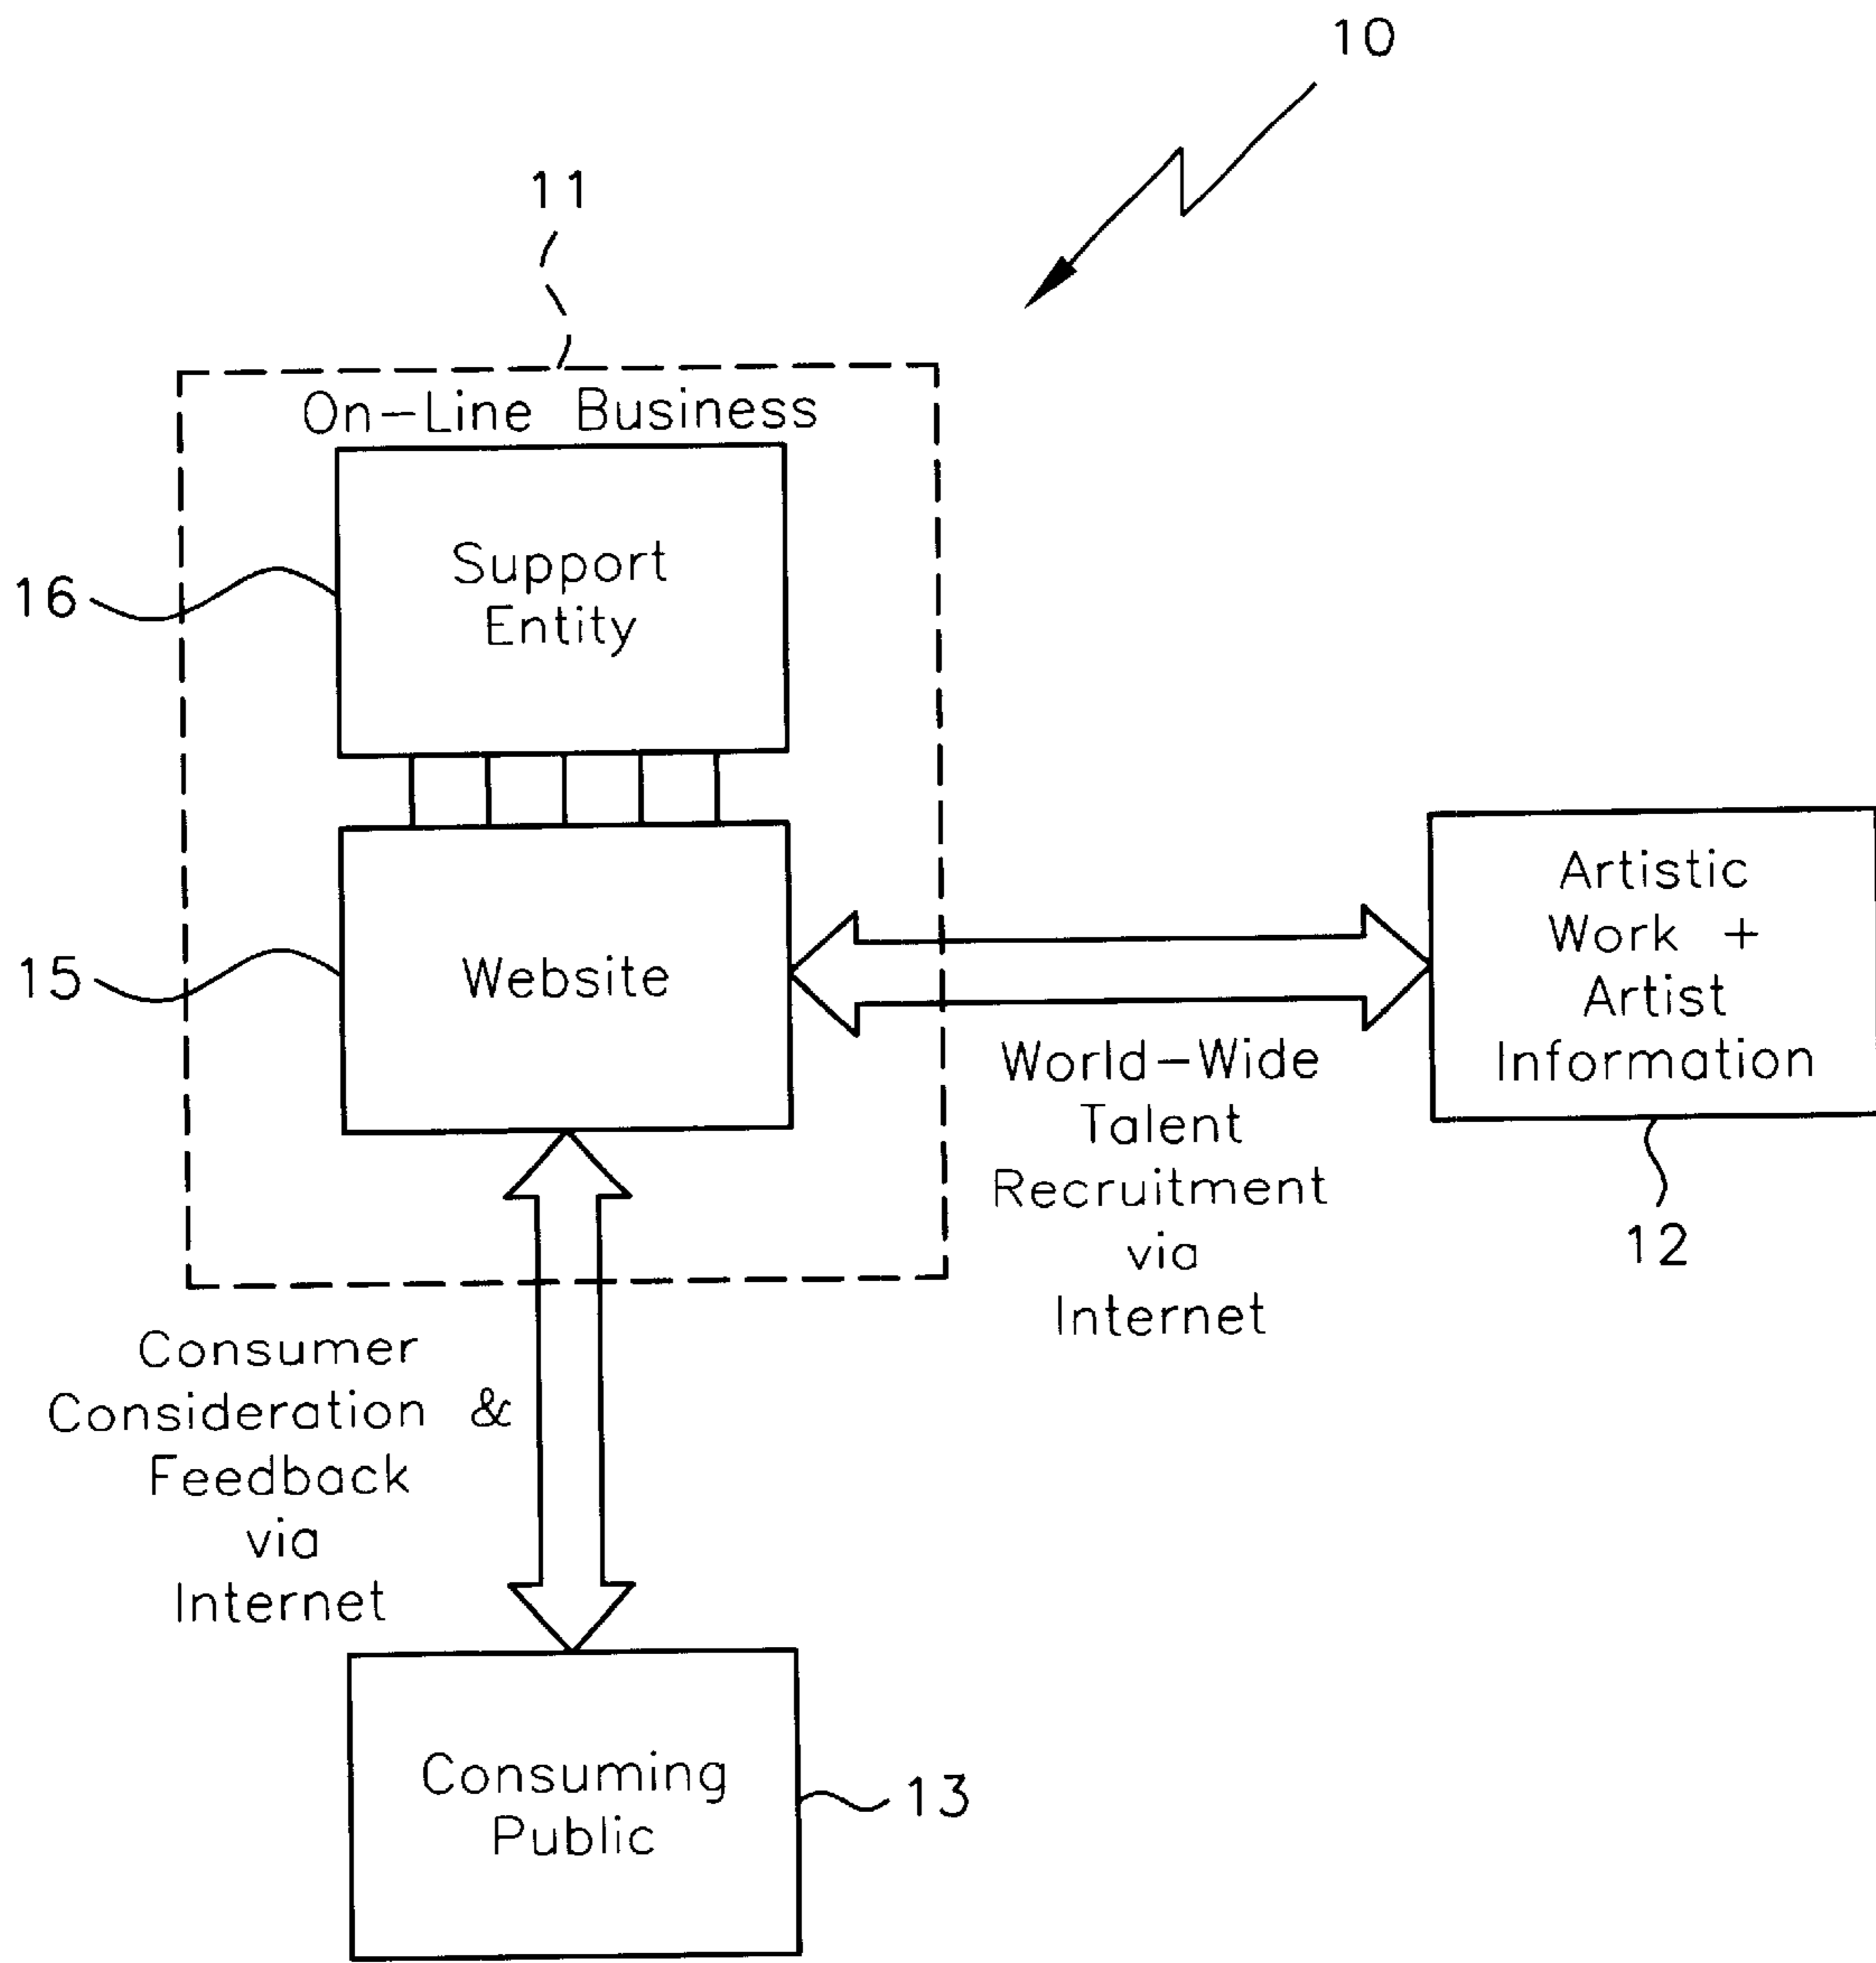 10
11
On-Line Business
Support
Entity
16
Website
15
Artistic
Work +
Artist
Information
12
World-Wide
Talent
Recruitment
via
Internet
Consumer
Consideration &
Feedback
via
Internet
Consuming
Public
13